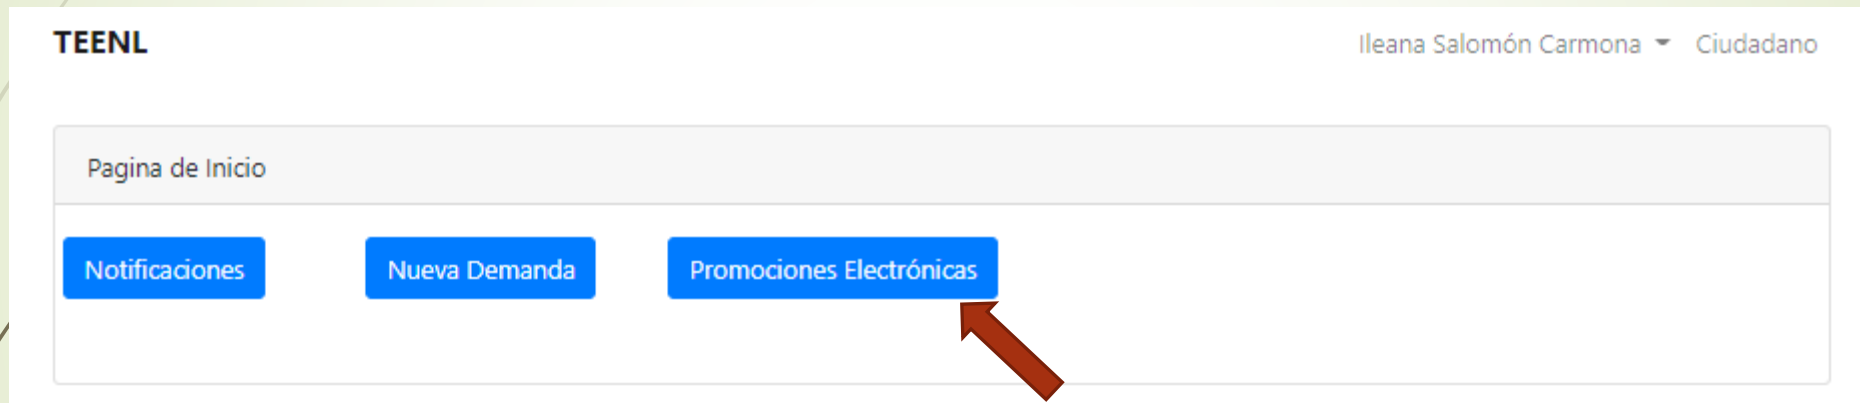 TEENL
Ileana Salomón Carmona Ciudadano
Pagina de Inicio
Notificaciones Nueva Demanda Promociones Electrónicas